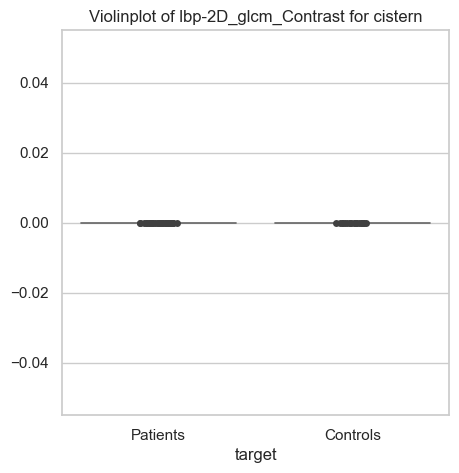 Violinplot of lbp-2D_glcm_Contrast for cistern
0.04
0.02
0.00
−0.02
−0.04
Patients
Controls
target